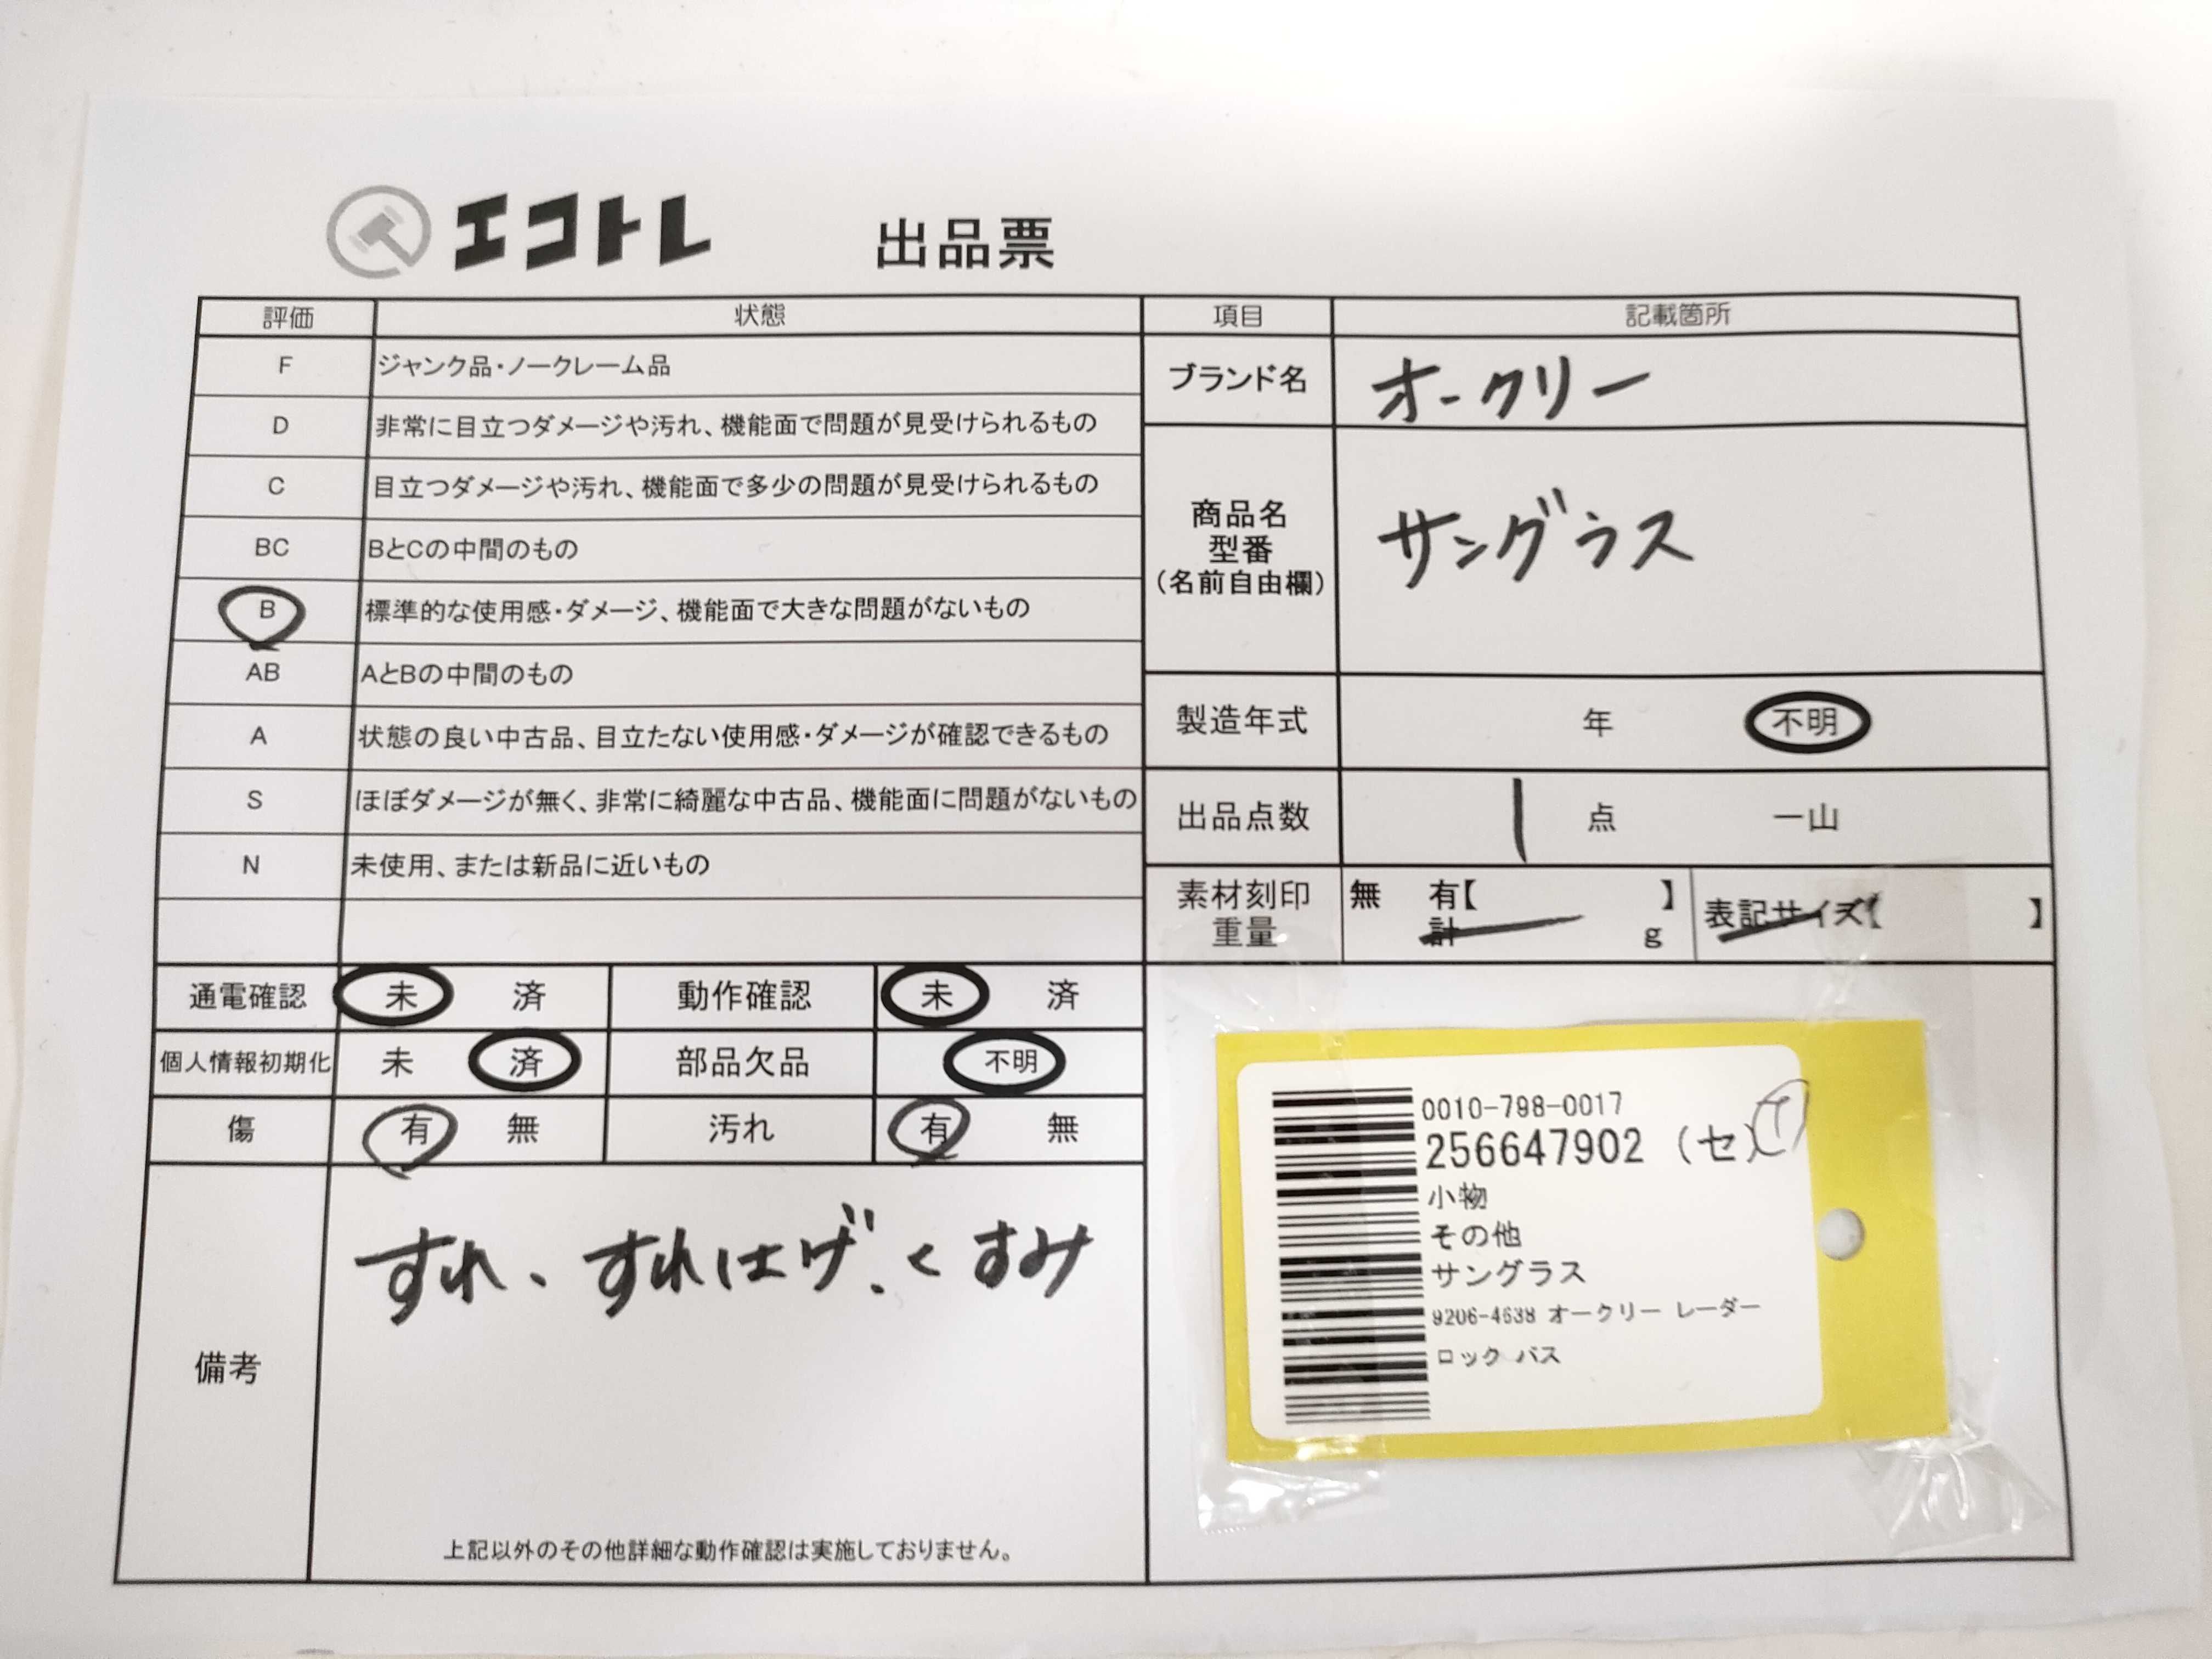 エコトレ 出品票
評価 状態
F ジャンク品・ノークレーム品
D 非常に目立つダメージや汚れ、機能面で問題が見受けられるもの
C 目立つダメージや汚れ、機能面で多少の問題が見受けられるもの
BC BとCの中間のもの
B 標準的な使用感・ダメージ、機能面で大きな問題がないもの
AB AとBの中間のもの
A 状態の良い中古品、目立たない使用感・ダメージが確認できるもの
S ほぼダメージが無く、非常に綺麗な中古品、機能面に問題がないもの
N 未使用、または新品に近いもの
通電確認 未 済 動作確認 未 済
個人情報初期化 未 済 部品欠品 不明
傷 有 無 汚れ 有 無
備考
すれ、すれはげ、くすみ
上記以外のその他詳細な動作確認は実施しておりません。
項目 記載箇所
ブランド名 オークリー
商品名
型番
(名前自由欄)
サングラス
製造年式 年 不明
出品点数 1 点 一山
素材刻印 無 有【 】
重量 計 g
表記サイズ【 】
0010-798-0017
256647902 (セ)
小物
その他
サングラス
9206-4638 オークリー レーダー
ロック パス